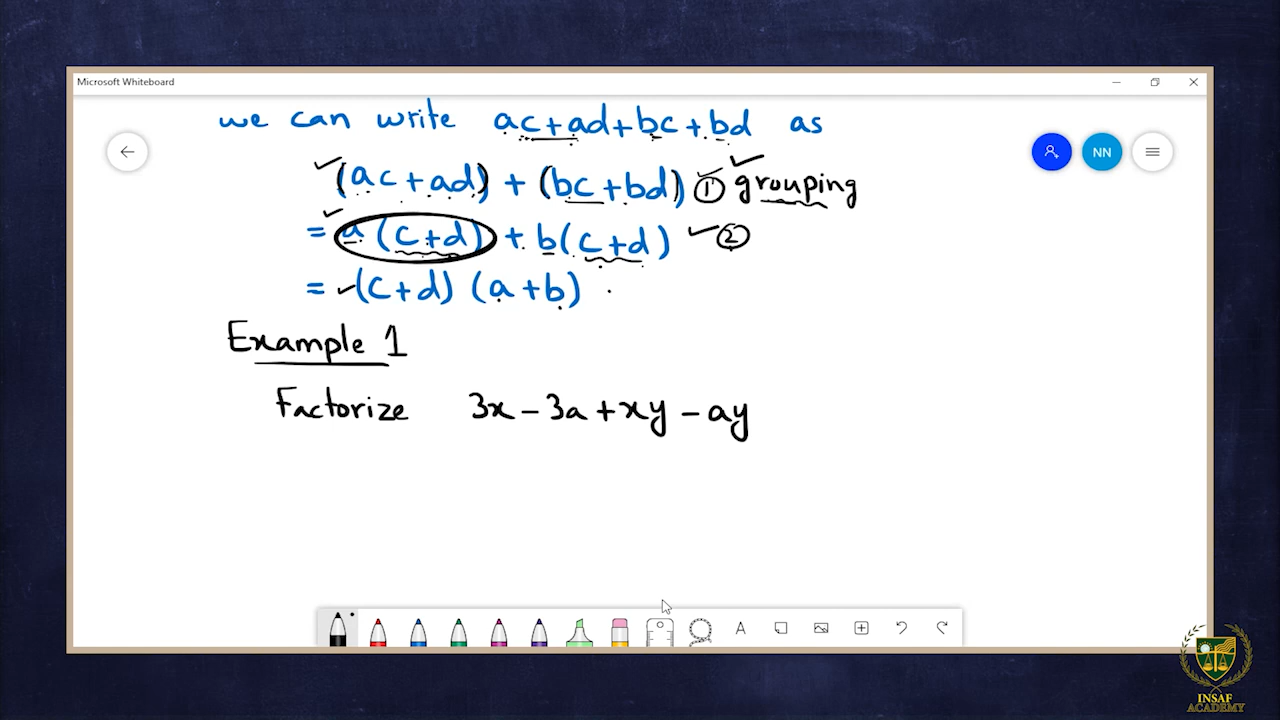 Microsoft Whiteboard
we can write ac+ad+bc+bd as
(ac+ad) + (bc+bd) ① grouping
= a (c+d) + b(c+d) ②
= (c+d) (a+b)
NN
Example 1
Factorize 3x-3a+xy-ay
A
INSAF
ACADEMY